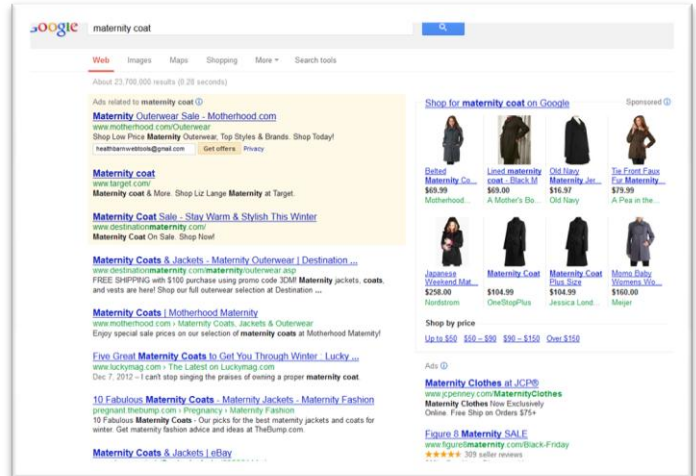 Google maternity coat
Web Images Maps Shopping More Search tools
About 23,700,000 results (0.28 seconds)
Ads related to maternity coat
Maternity Outerwear Sale - Motherhood.com
www.motherhood.com/Outerwear
Shop Low Price Maternity Outerwear, Top Styles & Brands. Shop Today!
healthbarnwebtools@gmail.com Get offers Privacy
Maternity coat
www.target.com/
Maternity coat & More. Shop Liz Lange Maternity at Target.
Maternity Coat Sale - Stay Warm & Stylish This Winter
www.destinationmaternity.com/
Maternity Coat On Sale. Shop Now!
Maternity Coats & Jackets - Maternity Outerwear | Destination ...
www.destinationmaternity.com/maternity/outerwear.asp
FREE SHIPPING with $100 purchase using promo code 3DM! Maternity jackets, coats,
and vests are here! Shop our full outerwear selection at Destination ...
Maternity Coats | Motherhood Maternity
www.motherhood.com › Maternity Coats, Jackets & Outerwear
Enjoy special sale prices on our selection of maternity coats at Motherhood Maternity!
Five Great Maternity Coats to Get You Through Winter : Lucky ...
www.luckymag.com › The Latest on Luckymag.com
Dec 7, 2012 – I can't stop singing the praises of owning a proper maternity coat.
10 Fabulous Maternity Coats - Maternity Jackets - Maternity Fashion
pregnant.thebump.com › Pregnancy › Maternity Fashion
10 Fabulous Maternity Coats - Our picks for the best maternity jackets and coats for
winter. Get maternity fashion advice and ideas at TheBump.com.
Maternity Coats & Jackets | eBay
Shop for maternity coat on Google Sponsored
Belted Lined maternity Old Navy Tie Front Faux
Maternity Co... coat - Black M Maternity Jer... Fur Maternity...
$69.99 $69.00 $16.97 $79.99
Motherhood... A Mother's Bo... Old Navy A Pea in the...
Japanese Maternity Coat Maternity Coat Momo Baby
Weekend Mat... Plus Size Womens Wo...
$258.00 $104.99 $104.99 $160.00
Nordstrom OneStopPlus Jessica Lond... Meijer
Shop by price
Up to $50 $50 – $90 $90 – $150 Over $150
Ads
Maternity Clothes at JCP®
www.jcpenney.com/MaternityClothes
Maternity Clothes Now Exclusively
Online. Free Ship on Orders $75+
Figure 8 Maternity SALE
www.figure8maternity.com/Black-Friday
309 seller reviews